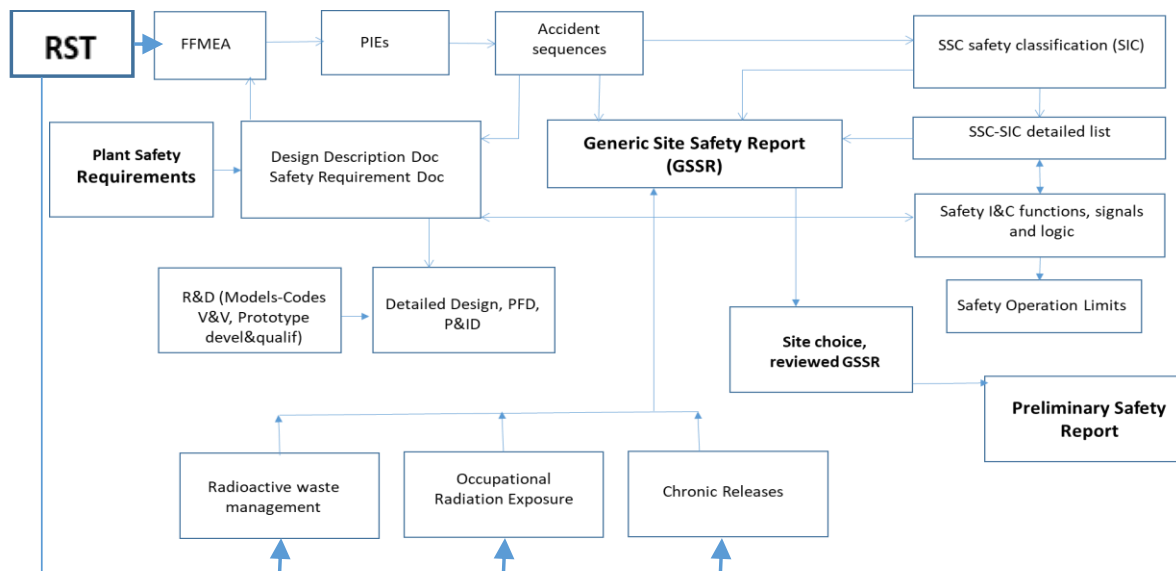 RST
FFMEA
PIEs
Accident
sequences
SSC safety classification (SIC)
Plant Safety
Requirements
Design Description Doc
Safety Requirement Doc
Generic Site Safety Report
(GSSR)
SSC-SIC detailed list
Safety I&C functions, signals
and logic
R&D (Models-Codes
V&V, Prototype
devel&qualif)
Detailed Design, PFD,
P&ID
Safety Operation Limits
Site choice,
reviewed GSSR
Preliminary Safety
Report
Radioactive waste
management
Occupational
Radiation Exposure
Chronic Releases